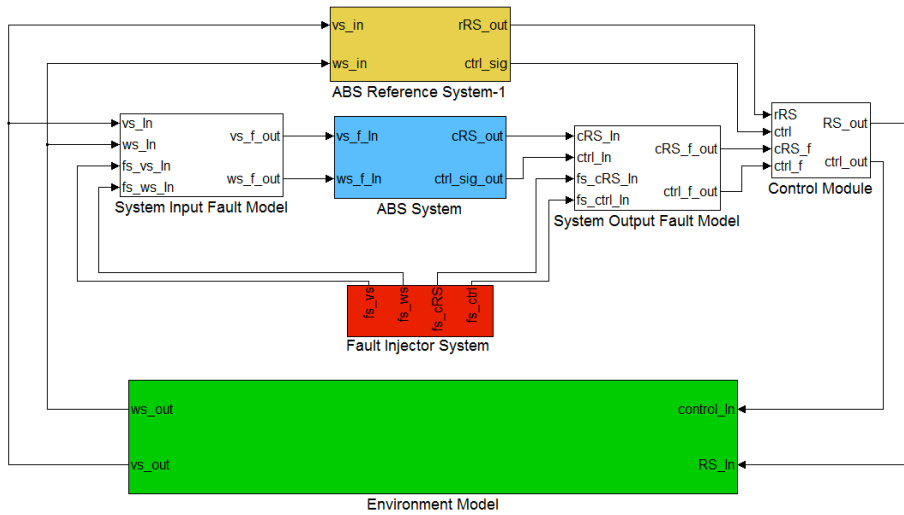 vs_in
rRS_out
ws_in
ctrl_sig
ABS Reference System-1
vs_In
ws_In
fs_vs_In
fs_ws_In
vs_f_out
ws_f_out
System Input Fault Model
vs_f_In
cRS_out
ws_f_In
ctrl_sig_out
ABS System
cRS_In
ctrl_In
fs_cRS_In
fs_ctrl_In
cRS_f_out
ctrl_f_out
System Output Fault Model
rRS
ctrl
cRS_f
ctrl_f
RS_out
ctrl_out
Control Module
fs_vs
fs_ws
fs_cRS
fs_ctrl
Fault Injector System
ws_out
control_In
vs_out
RS_In
Environment Model